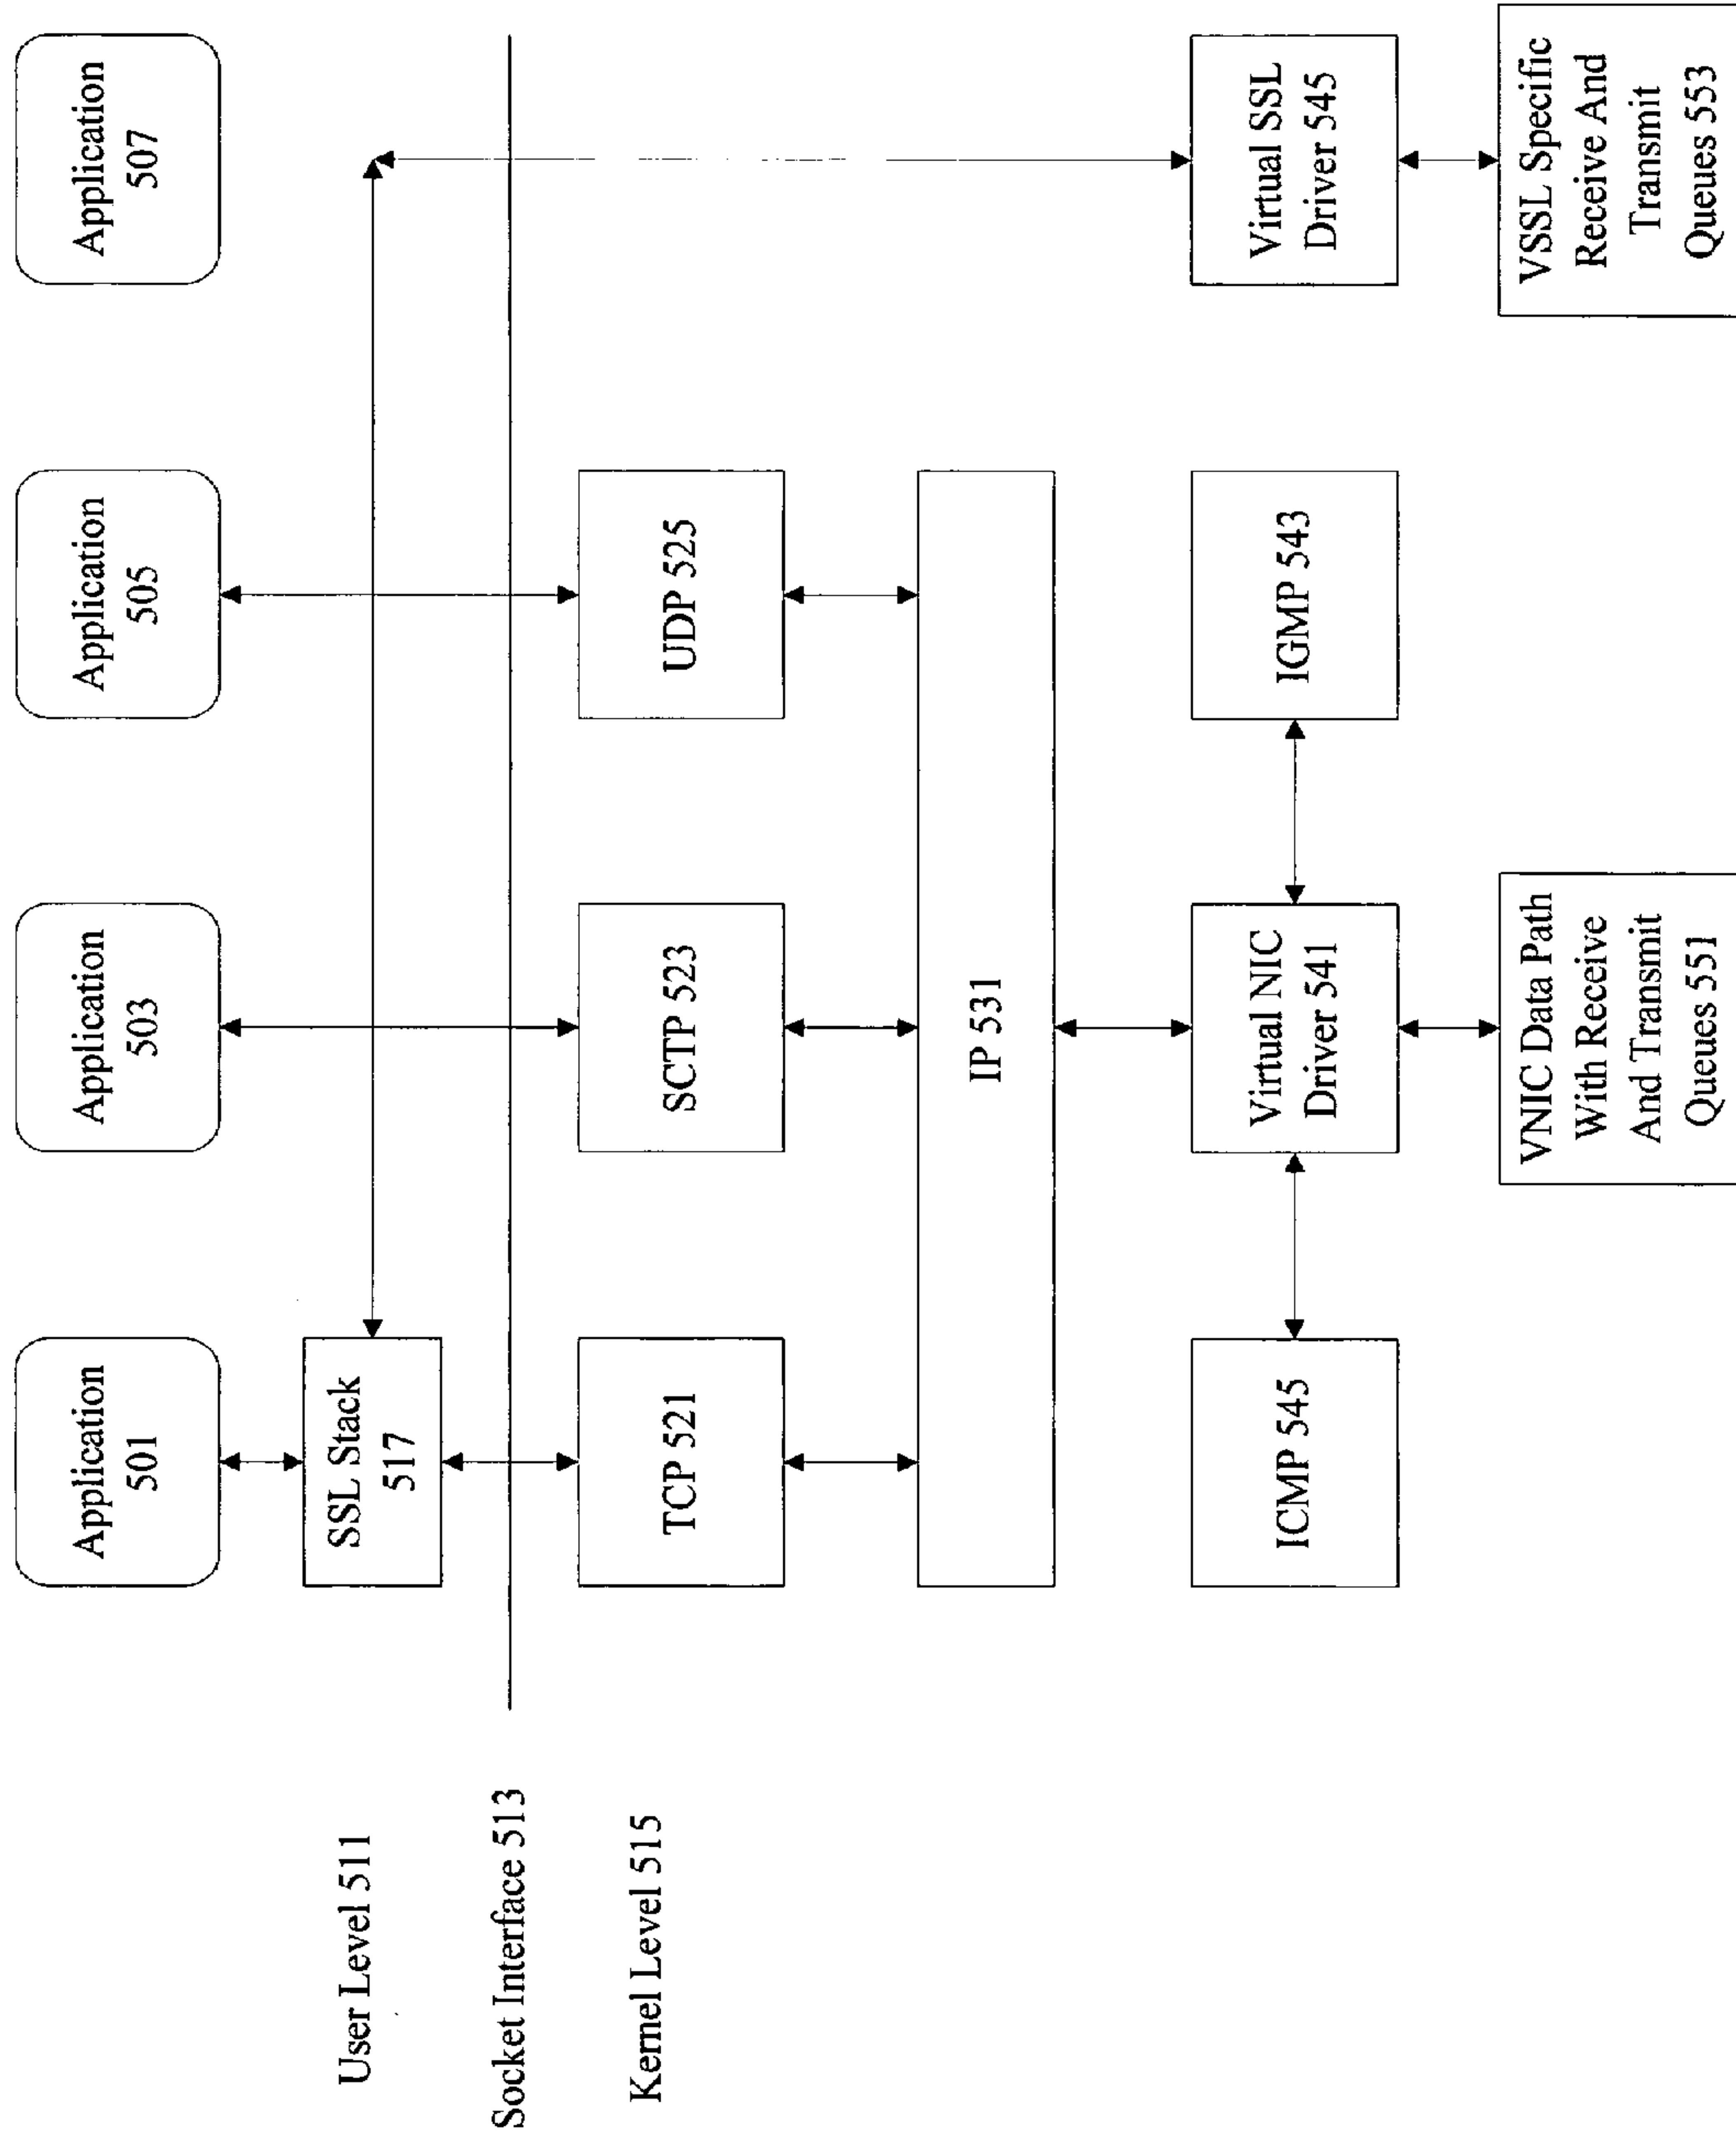 Application
501
Application
503
Application
505
Application
507
User Level 511
SSL Stack
517
Socket Interface 513
Kernel Level 515
TCP 521
SCTP 523
UDP 525
IP 531
ICMP 545
Virtual NIC
Driver 541
IGMP 543
Virtual SSL
Driver 545
VNIC Data Path
With Receive
And Transmit
Queues 551
VSSL Specific
Receive And
Transmit
Queues 553